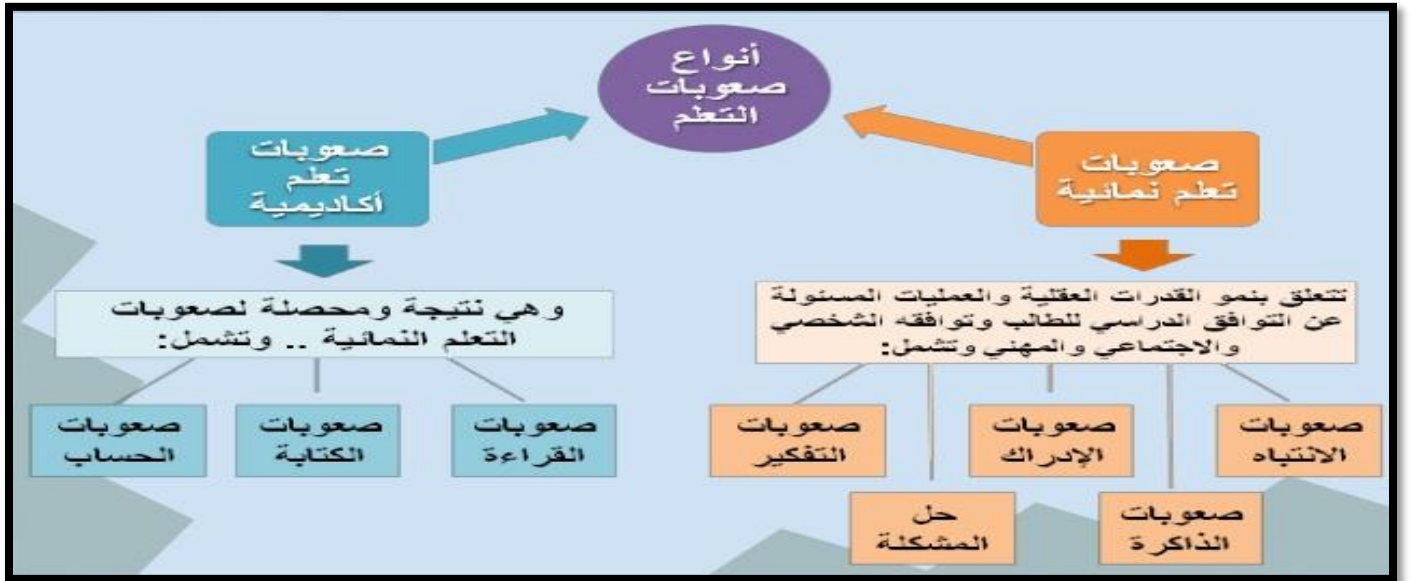 أنواع
صعوبات
التعلم
صعوبات
تعلم نمائية
تتعلق بنمو القدرات العقلية والعمليات المسئولة
عن التوافق الدراسي للطالب وتوافقه الشخصي
والاجتماعي والمهني وتشمل:
صعوبات
الانتباه
صعوبات
الذاكرة
صعوبات
الإدراك
حل
المشكلة
صعوبات
التفكير
صعوبات
تعلم
أكاديمية
وهي نتيجة ومحصلة لصعوبات
التعلم النمائية .. وتشمل:
صعوبات
القراءة
صعوبات
الكتابة
صعوبات
الحساب